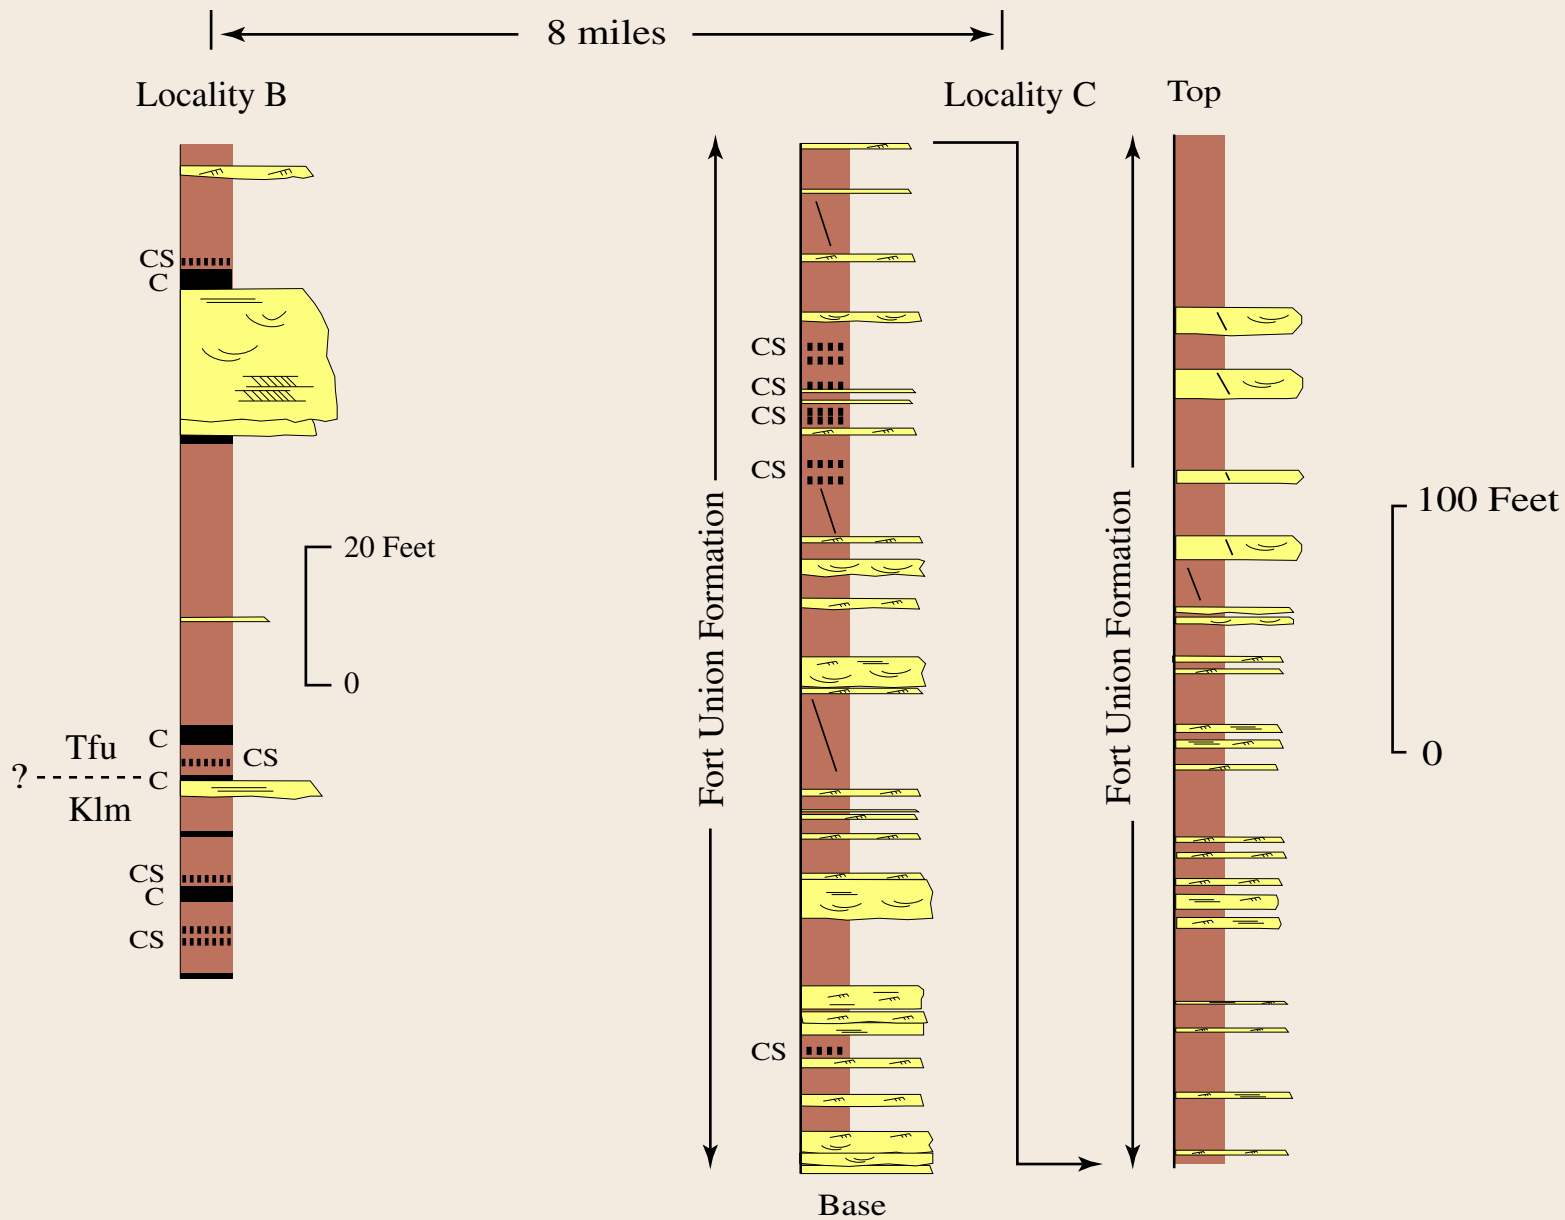 8 miles
Locality B
Locality C
Top
CS
C
CS
CS
CS
CS
20 Feet
0
100 Feet
0
Fort Union Formation
Fort Union Formation
Tfu
C
CS
?
C
Klm
CS
C
CS
CS
Base